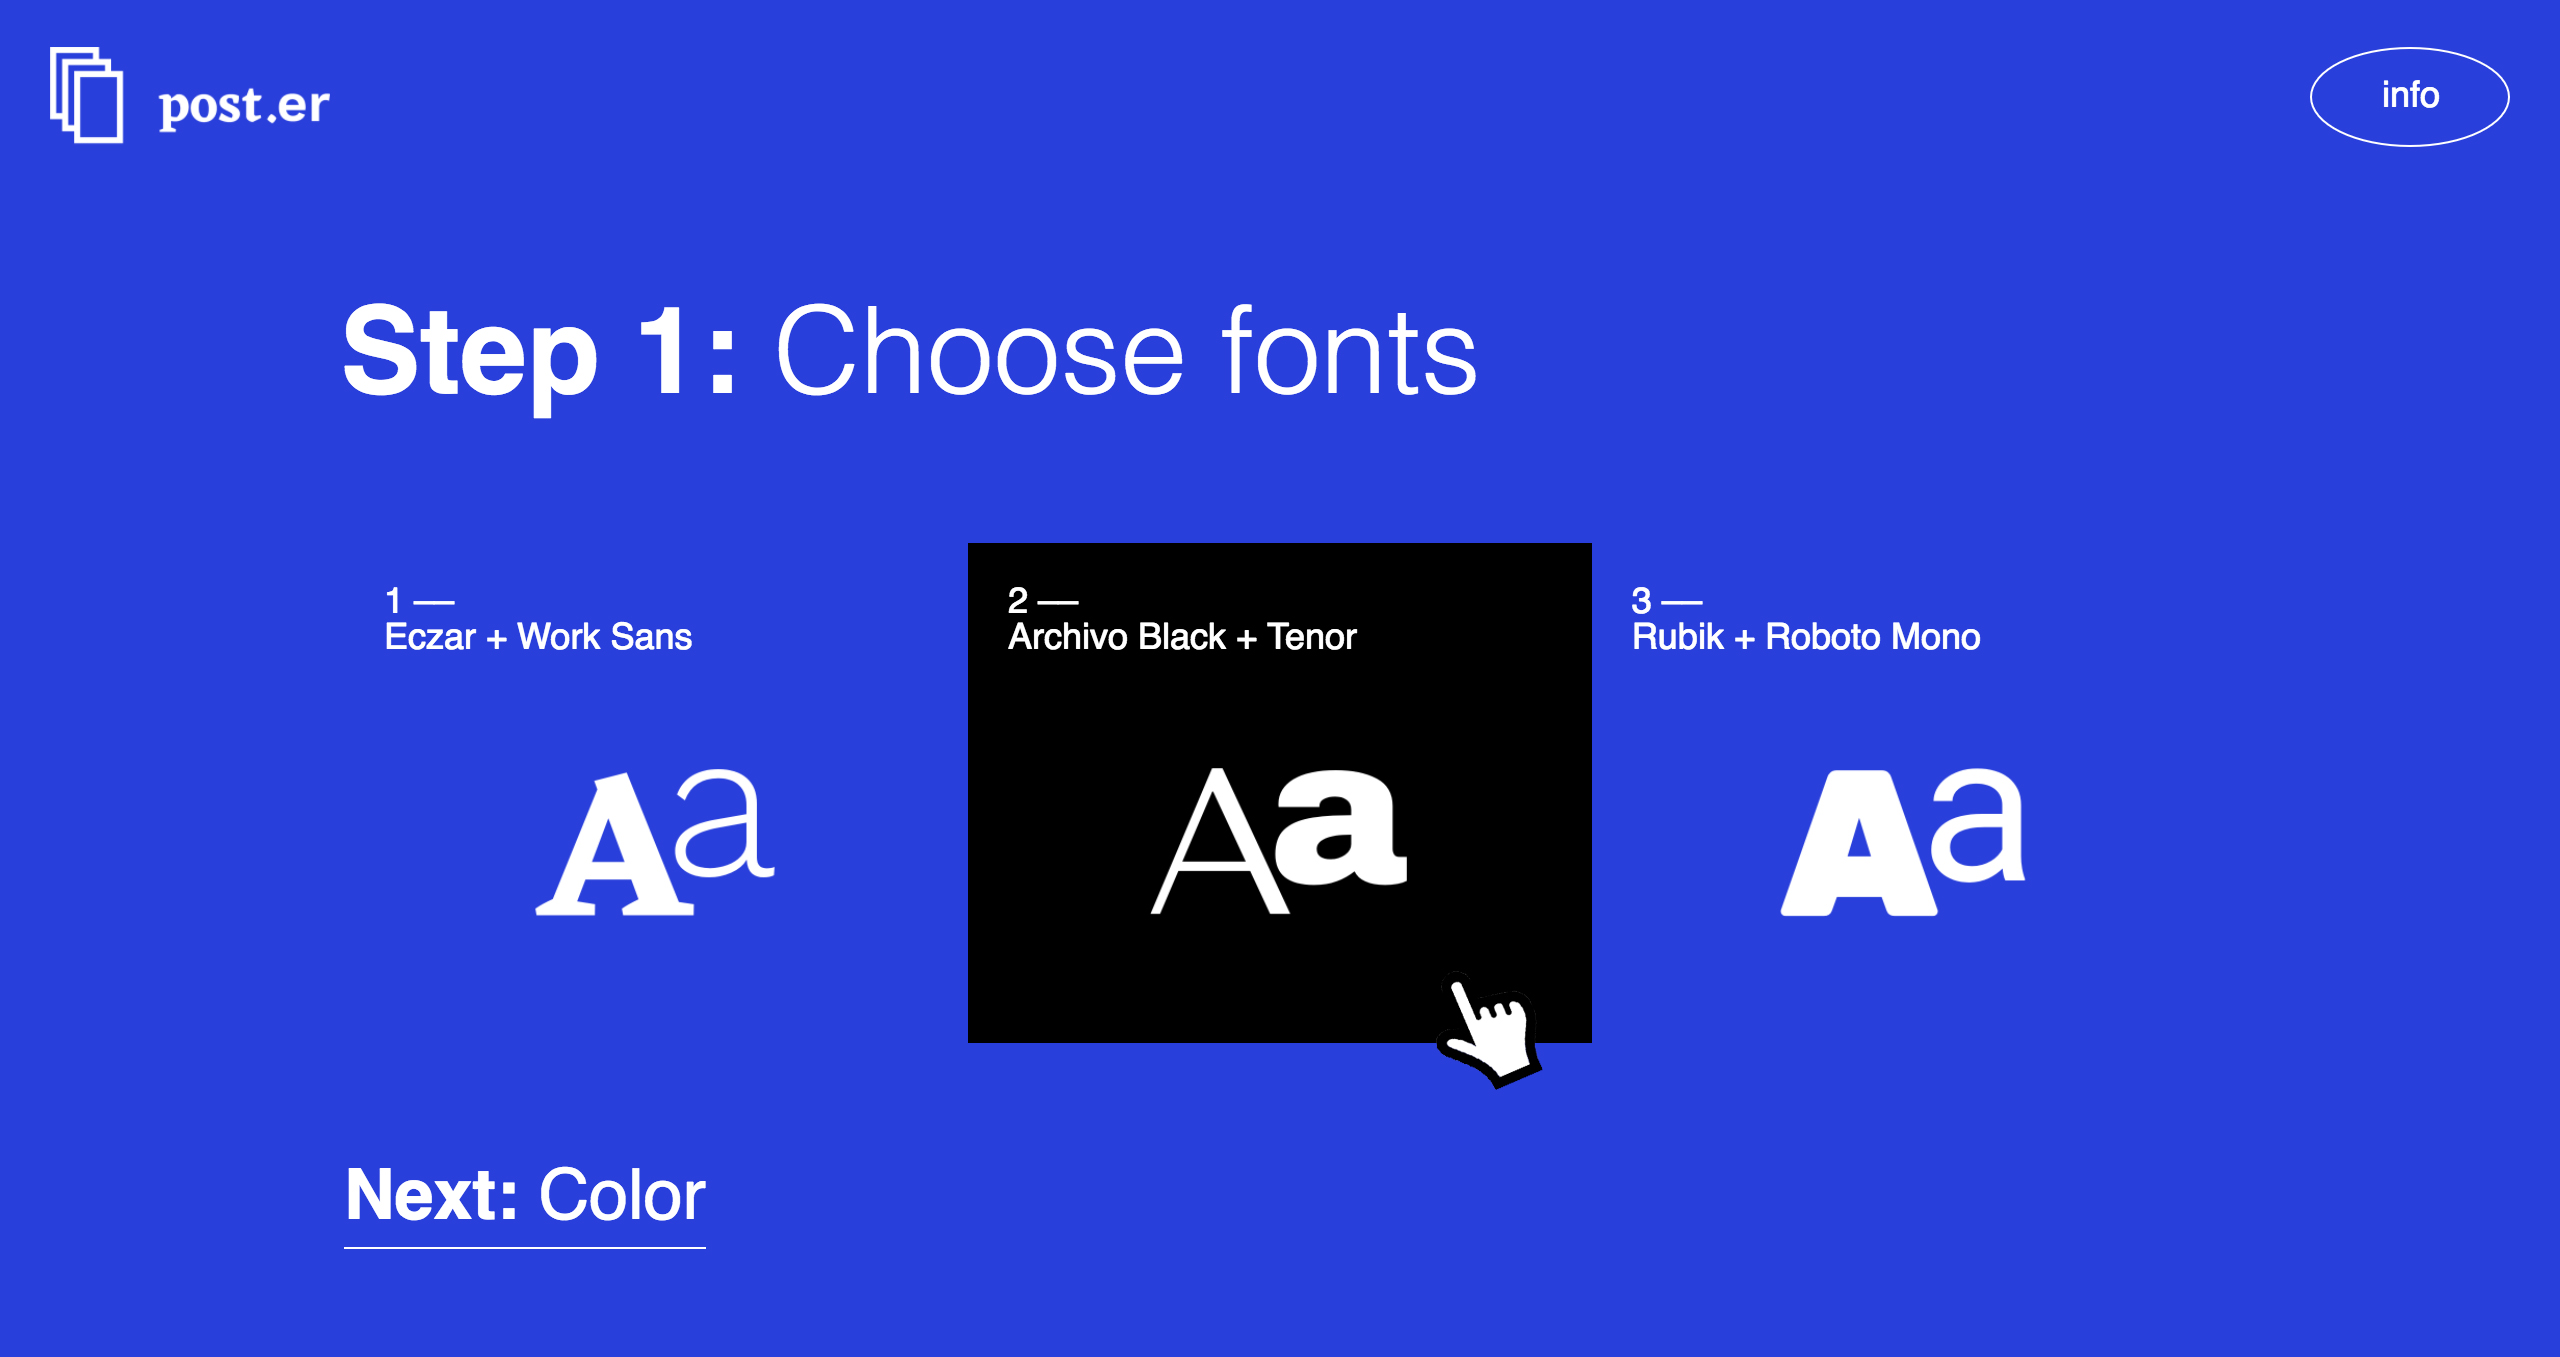 post.er
info
Step 1: Choose fonts
1 —
Eczar + Work Sans
Aa
2 —
Archivo Black + Tenor
Aa
3 —
Rubik + Roboto Mono
Aa
Next: Color